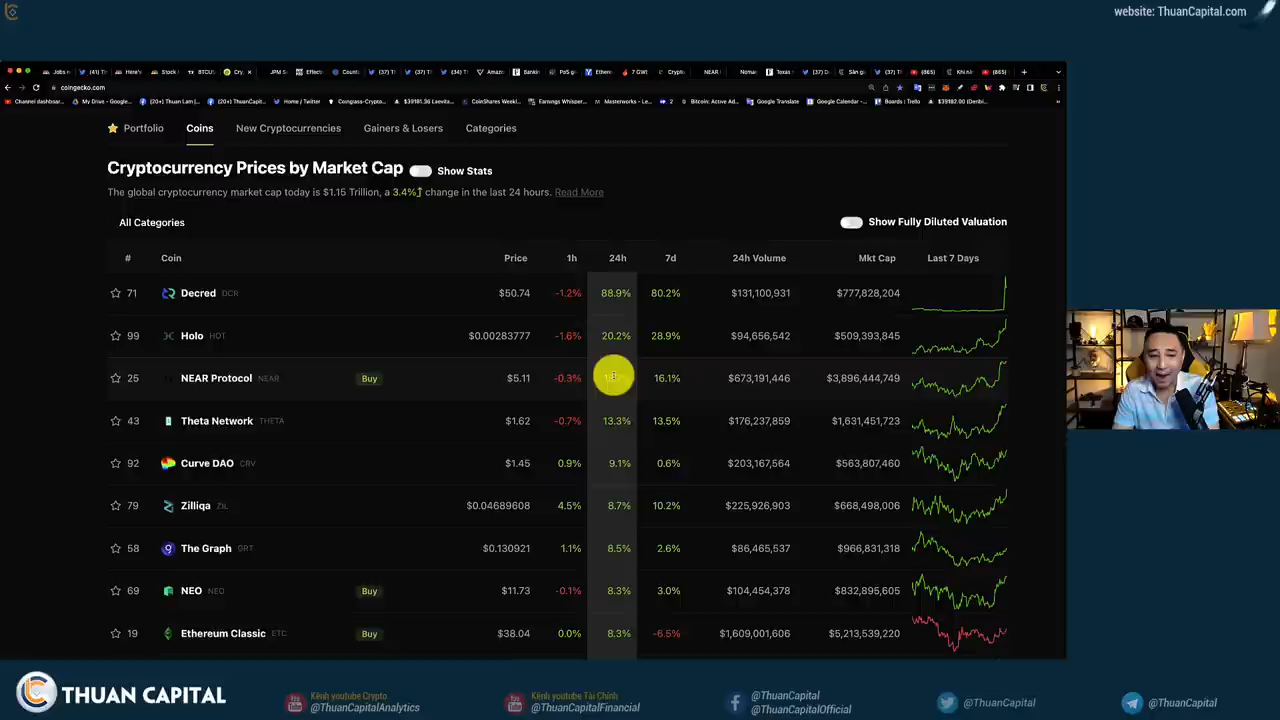 website: ThuanCapital.com
coingecko.com
Portfolio Coins New Cryptocurrencies Gainers & Losers Categories
Cryptocurrency Prices by Market Cap Show Stats
The global cryptocurrency market cap today is $1.15 Trillion, a 3.4% change in the last 24 hours. Read More
All Categories Show Fully Diluted Valuation
# Coin Price 1h 24h 7d 24h Volume Mkt Cap Last 7 Days
71 Decred DCR $50.74 -1.2% 88.9% 80.2% $131,100,931 $777,828,204
99 Holo HOT $0.00283777 -1.6% 20.2% 28.9% $94,656,542 $509,393,845
25 NEAR Protocol NEAR Buy $5.11 -0.3% 16.1% $673,191,446 $3,896,444,749
43 Theta Network THETA $1.62 -0.7% 13.3% 13.5% $176,237,859 $1,631,451,723
92 Curve DAO CRV $1.45 0.9% 9.1% 0.6% $203,167,564 $563,807,460
79 Zilliqa ZIL $0.04689608 4.5% 8.7% 10.2% $225,926,903 $668,498,006
58 The Graph GRT $0.130921 1.1% 8.5% 2.6% $86,465,537 $966,831,318
69 NEO NEO Buy $11.73 -0.1% 8.3% 3.0% $104,454,378 $832,895,605
19 Ethereum Classic ETC Buy $38.04 0.0% 8.3% -6.5% $1,609,001,606 $5,213,539,220
THUAN CAPITAL
Kênh youtube Crypto
@ThuanCapitalAnalytics
Kênh youtube Tài Chính
@ThuanCapitalFinancial
@ThuanCapital
@ThuanCapitalOfficial
@ThuanCapital
@ThuanCapital